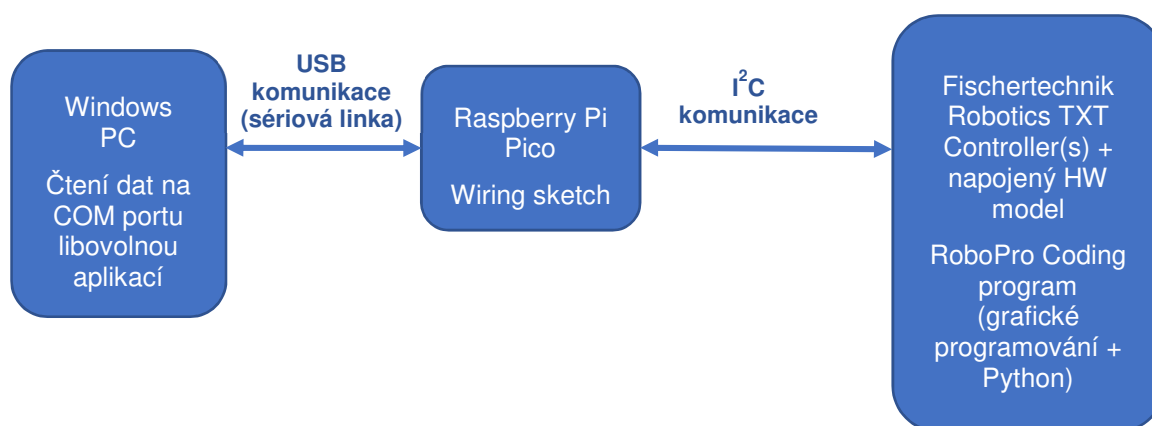 Windows
PC
Čtení dat na
COM portu
libovolnou
aplikací
USB
komunikace
(sériová linka)
Raspberry Pi
Pico
Wiring sketch
I²C
komunikace
Fischertechnik
Robotics TXT
Controller(s) +
napojený HW
model
RoboPro Coding
program
(grafické
programování +
Python)